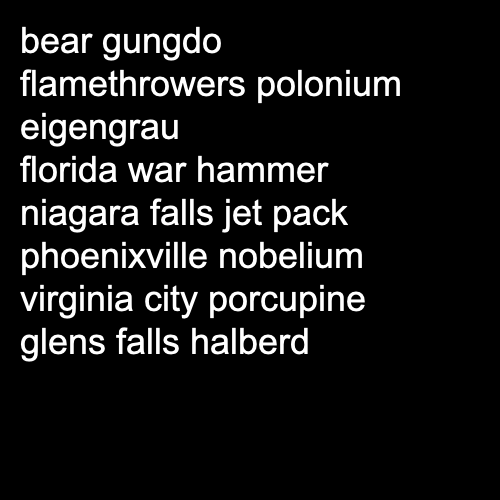 bear gungdo
flamethrowers polonium
eigengrau
florida war hammer
niagara falls jet pack
phoenixville nobelium
virginia city porcupine
glens falls halberd